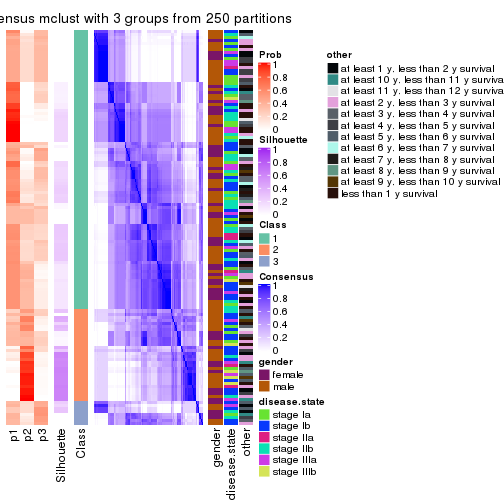 ensus mclust with 3 groups from 250 partitions
Prob
1
0.8
0.6
0.4
0.2
0
Silhouette
1
0.8
0.6
0.4
0.2
0
Class
1
2
3
Consensus
1
0.8
0.6
0.4
0.2
0
gender
female
male
disease.state
stage Ia
stage Ib
stage IIa
stage IIb
stage IIIa
stage IIIb
other
at least 1 y. less than 2 y survival
at least 10 y. less than 11 y survival
at least 11 y. less than 12 y survival
at least 2 y. less than 3 y survival
at least 3 y. less than 4 y survival
at least 4 y. less than 5 y survival
at least 5 y. less than 6 y survival
at least 6 y. less than 7 y survival
at least 7 y. less than 8 y survival
at least 8 y. less than 9 y survival
at least 9 y. less than 10 y survival
less than 1 y survival
p1
p2
p3
Silhouette
Class
gender
disease.state
other